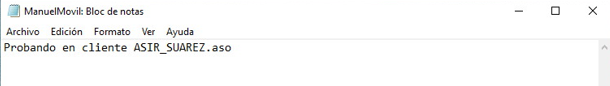 ManuelMovil: Bloc de notas
Archivo Edición Formato Ver Ayuda
Probando en cliente ASIR_SUAREZ.aso